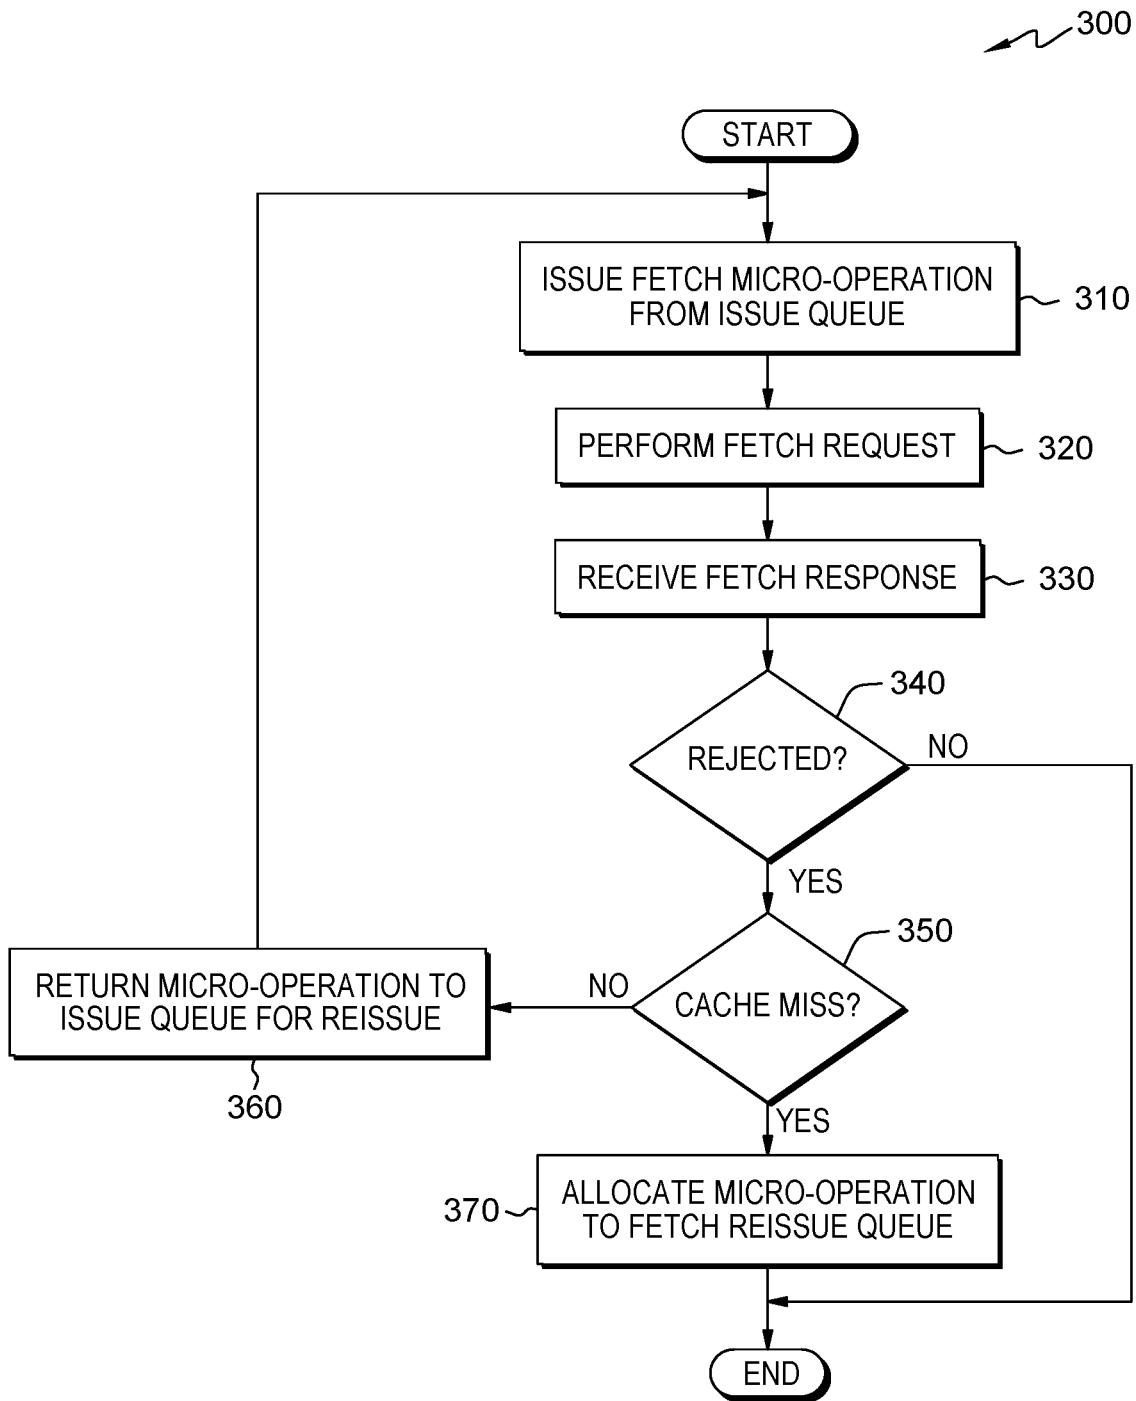 300
START
ISSUE FETCH MICRO-OPERATION
FROM ISSUE QUEUE
310
PERFORM FETCH REQUEST
320
RECEIVE FETCH RESPONSE
330
340
REJECTED?
NO
YES
350
CACHE MISS?
NO
RETURN MICRO-OPERATION TO
ISSUE QUEUE FOR REISSUE
360
YES
370
ALLOCATE MICRO-OPERATION
TO FETCH REISSUE QUEUE
END